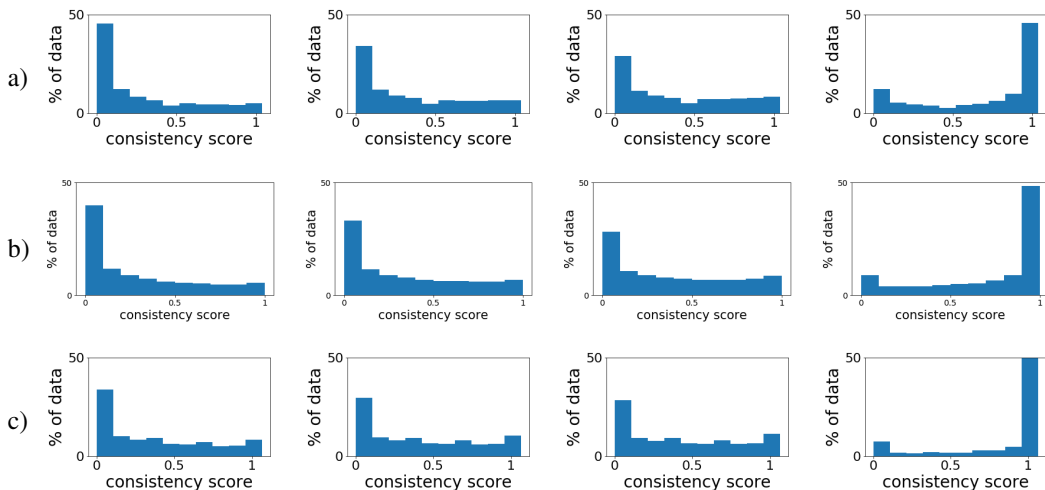 a)
50
% of data
0
0 0.5 1
consistency score
50
% of data
0
0 0.5 1
consistency score
50
% of data
0
0 0.5 1
consistency score
50
% of data
0
0 0.5 1
consistency score
b)
50
% of data
0
0 0.5 1
consistency score
50
% of data
0
0 0.5 1
consistency score
50
% of data
0
0 0.5 1
consistency score
50
% of data
0
0 0.5 1
consistency score
c)
50
% of data
0
0 0.5 1
consistency score
50
% of data
0
0 0.5 1
consistency score
50
% of data
0
0 0.5 1
consistency score
50
% of data
0
0 0.5 1
consistency score